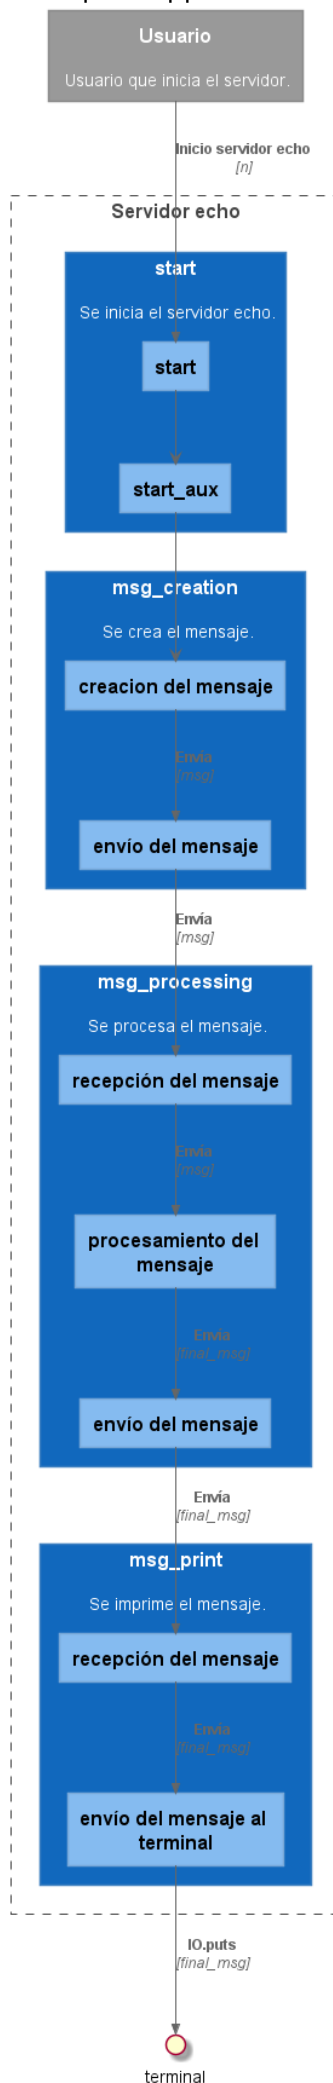 Usuario
Usuario que inicia el servidor.
Inicio servidor echo
[n]
Servidor echo
start
Se inicia el servidor echo.
start
start_aux
msg_creation
Se crea el mensaje.
creacion del mensaje
Envía
[msg]
envío del mensaje
Envía
[msg]
msg_processing
Se procesa el mensaje.
recepción del mensaje
Envía
[msg]
procesamiento del
mensaje
Envía
[final_msg]
envío del mensaje
Envía
[final_msg]
msg_print
Se imprime el mensaje.
recepción del mensaje
Envía
[final_msg]
envío del mensaje al
terminal
IO.puts
[final_msg]
terminal